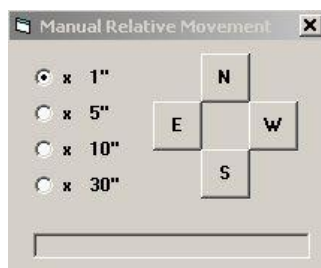 Manual Relative Movement
x 1"
x 5"
x 10"
x 30"
N
E
W
S